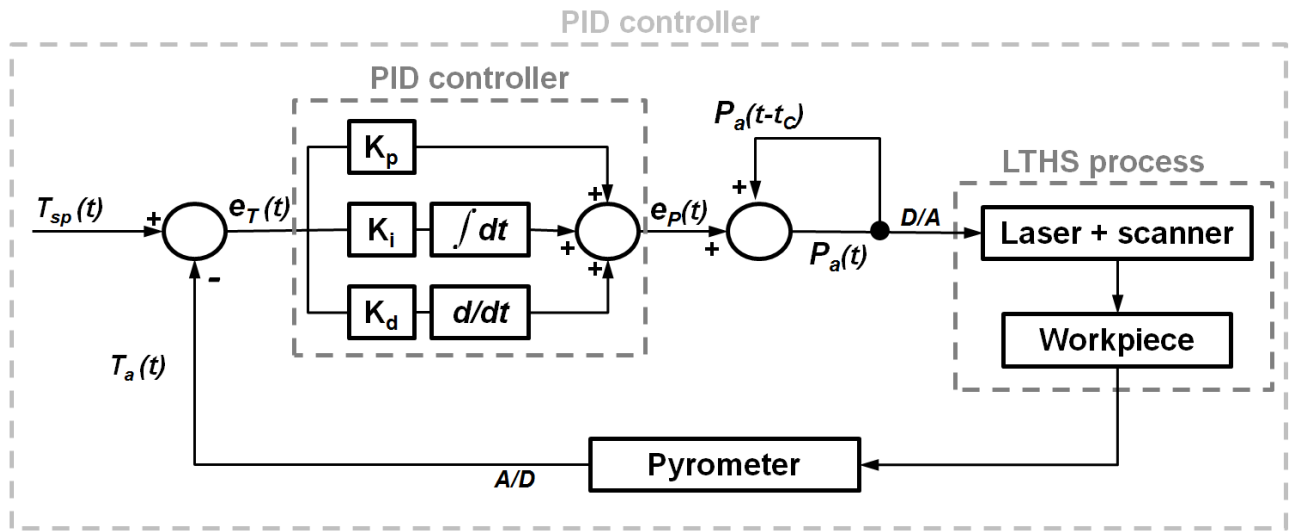 PID controller
PID controller
K_p
P_a(t-t_C)
+
LTHS process
T_sp(t)
+
e_T(t)
K_i
∫dt
+
+
+
e_P(t)
+
+
P_a(t)
D/A
Laser + scanner
-
K_d
d/dt
Workpiece
T_a(t)
Pyrometer
A/D